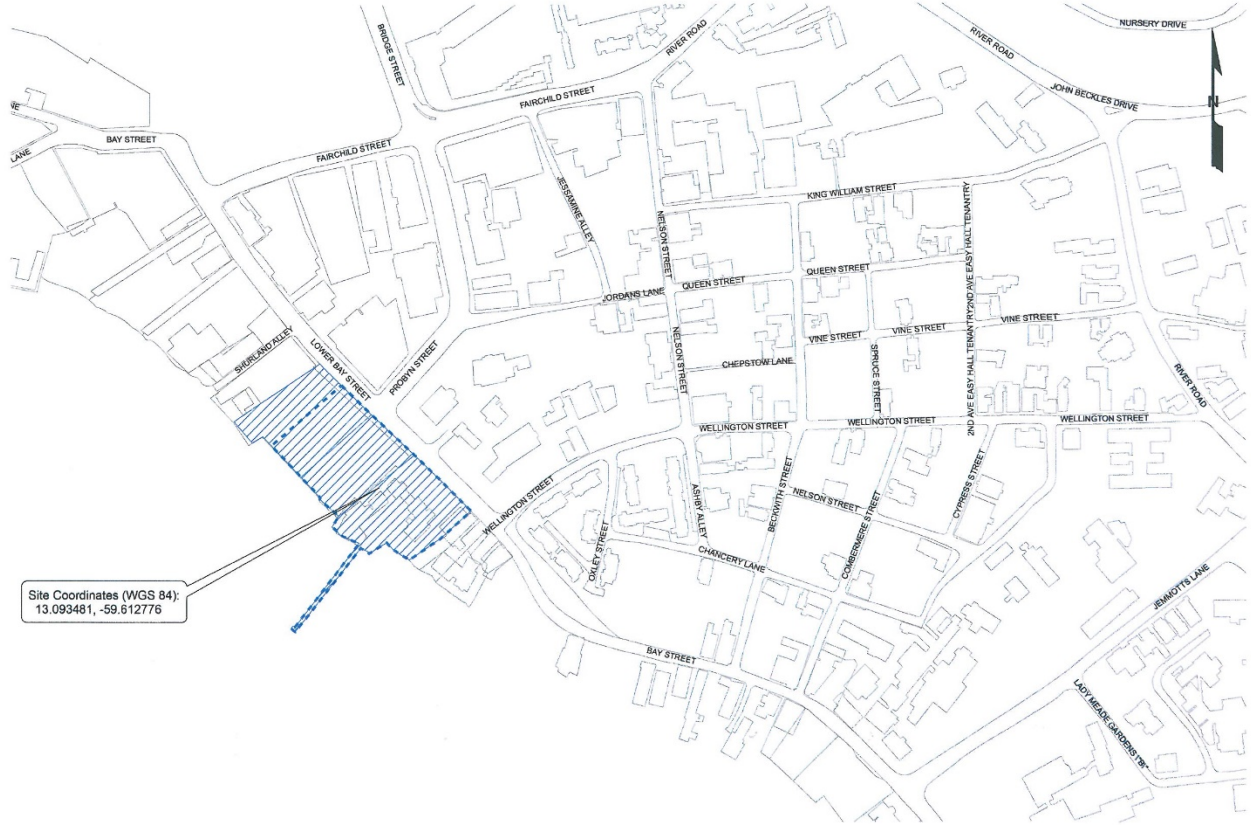 NURSERY DRIVE
BRIDGE STREET
RIVER ROAD
RIVER ROAD
JOHN BECKLES DRIVE
N
FAIRCHILD STREET
NE
BAY STREET
LANE
FAIRCHILD STREET
JESSAMINE ALLEY
KING WILLIAM STREET
NELSON STREET
2ND AVE EASY HALL TENANTRY
QUEEN STREET
QUEEN STREET
JORDANS LANE
VINE STREET
VINE STREET
VINE STREET
SHURLAND ALLEY
LOWER BAY STREET
PROBYN STREET
NELSON STREET
CHEPSTOW LANE
SPRUCE STREET
2ND AVE EASY HALL TENANTRY
RIVER ROAD
WELLINGTON STREET
WELLINGTON STREET
WELLINGTON STREET
WELLINGTON STREET
ASHBY ALLEY
BECKWITH STREET
NELSON STREET
COMBERMERE STREET
CYPRESS STREET
OXLEY STREET
CHANCERY LANE
Site Coordinates (WGS 84):
13.093481, -59.612776
JEMMOTTS LANE
BAY STREET
LADY MEADE GARDENS